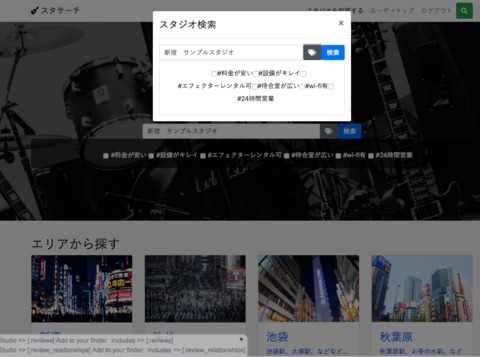 スタサーチ
スタジオ検索
×
ユーザートップ ログアウト
新宿 サンプルスタジオ
検索
#料金が安い #設備がキレイ
#エフェクターレンタル可 #待合室が広い #wi-fi有
#24時間営業
新宿 サンプルスタジオ
検索
#料金が安い #設備がキレイ #エフェクターレンタル可 #待合室が広い #wi-fi有 #24時間営業
エリアから探す
池袋
秋葉原
池袋駅、大塚駅、などなど...
秋葉原駅、お茶の水駅、など
Studio => [:reviews] Add to your finder: :includes => [:reviews]
Studio => [:review_relationships] Add to your finder: :includes => [:review_relationships]